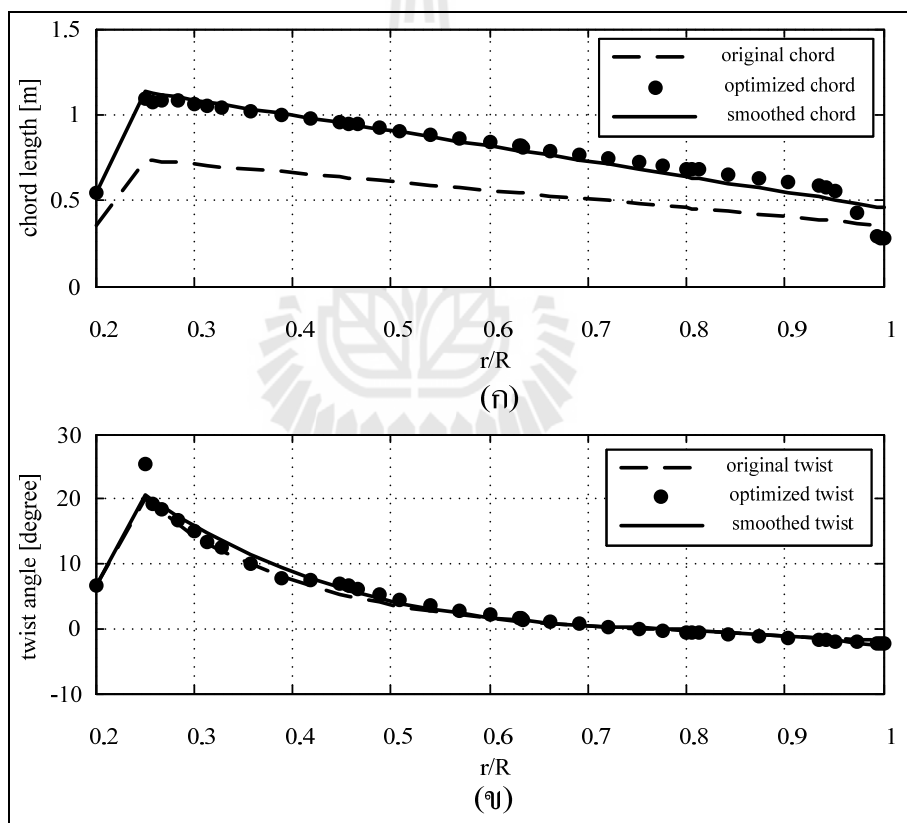 1.5
1
0.5
0
chord length [m]
original chord
optimized chord
smoothed chord
0.2 0.3 0.4 0.5 0.6 0.7 0.8 0.9 1
r/R
(ก)
30
20
10
0
-10
twist angle [degree]
original twist
optimized twist
smoothed twist
0.2 0.3 0.4 0.5 0.6 0.7 0.8 0.9 1
r/R
(ข)